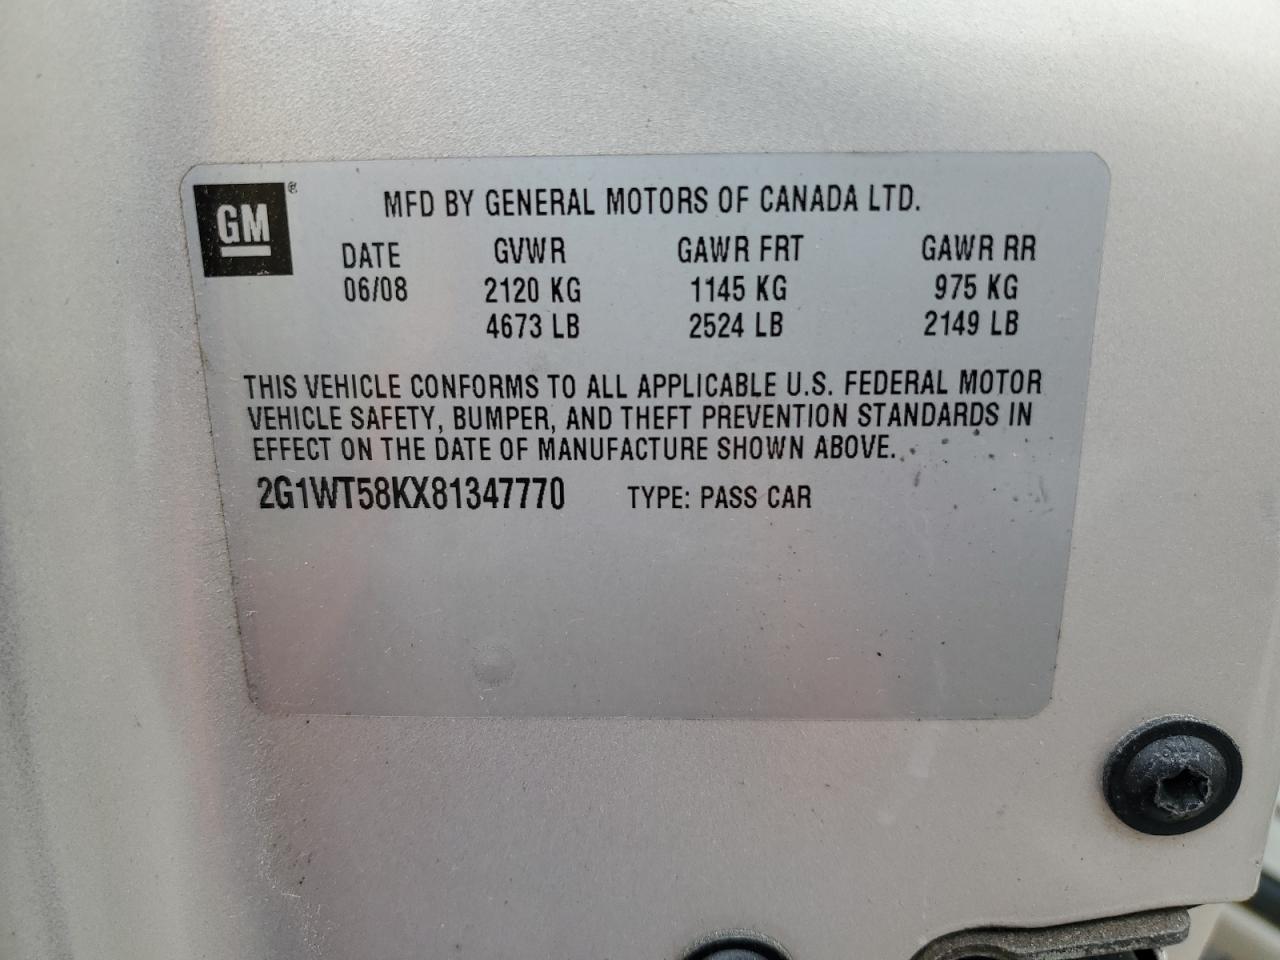 GM®
MFD BY GENERAL MOTORS OF CANADA LTD.
DATE GVWR GAWR FRT GAWR RR
06/08 2120 KG 1145 KG 975 KG
4673 LB 2524 LB 2149 LB
THIS VEHICLE CONFORMS TO ALL APPLICABLE U.S. FEDERAL MOTOR
VEHICLE SAFETY, BUMPER, AND THEFT PREVENTION STANDARDS IN
EFFECT ON THE DATE OF MANUFACTURE SHOWN ABOVE.
2G1WT58KX81347770 TYPE: PASS CAR